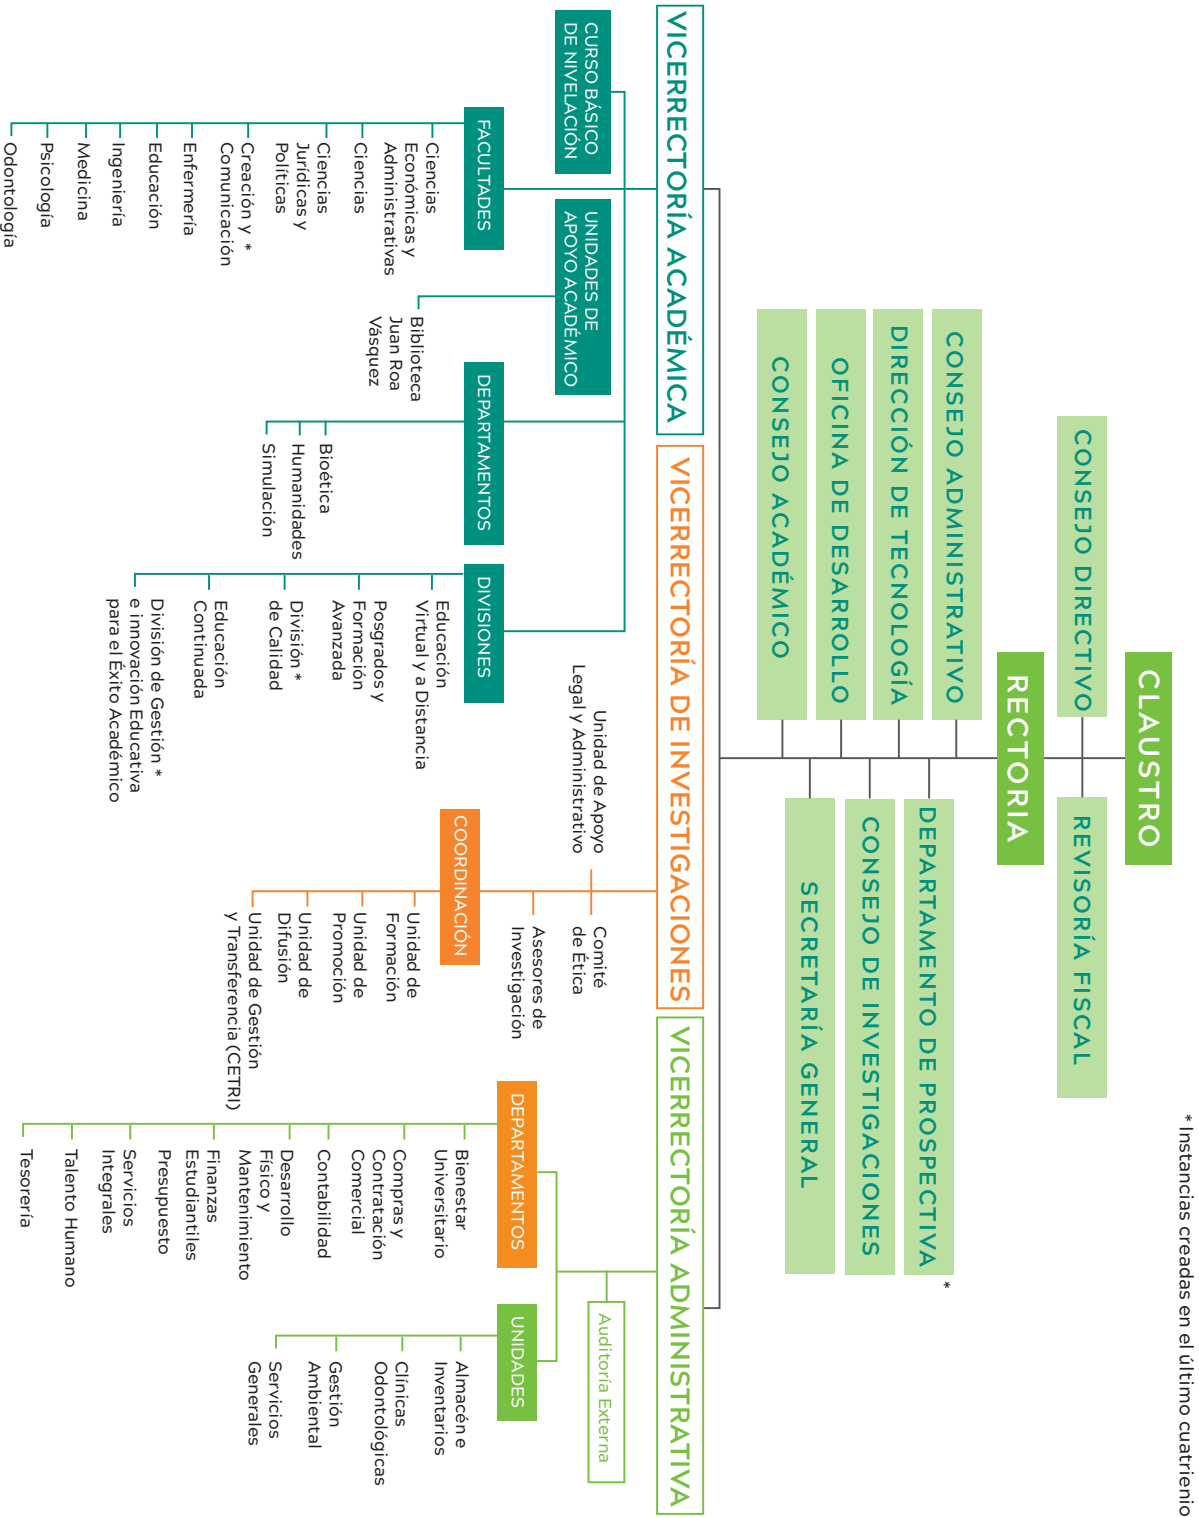 * Instancias creadas en el último cuatrienio
CLAUSTRO
CONSEJO DIRECTIVO
REVISORÍA FISCAL
RECTORIA
CONSEJO ADMINISTRATIVO
DEPARTAMENTO DE PROSPECTIVA
*
DIRECCIÓN DE TECNOLOGÍA
CONSEJO DE INVESTIGACIONES
OFICINA DE DESARROLLO
SECRETARÍA GENERAL
CONSEJO ACADÉMICO
VICERRECTORÍA ACADÉMICA
VICERRECTORÍA DE INVESTIGACIONES
VICERRECTORÍA ADMINISTRATIVA
CURSO BÁSICO
DE NIVELACIÓN
UNIDADES DE
APOYO ACADÉMICO
Biblioteca
Juan Roa
Vásquez
FACULTADES
Ciencias
Económicas y
Administrativas
Ciencias
Ciencias
Jurídicas y
Políticas
Creación y *
Comunicación
Enfermería
Educación
Ingeniería
Medicina
Psicología
Odontología
DEPARTAMENTOS
Bioética
Humanidades
Simulación
DIVISIONES
Educación
Virtual y a Distancia
Posgrados y
Formación
Avanzada
División *
de Calidad
Educación
Continuada
División de Gestión *
e innovación Educativa
para el Éxito Académico
Unidad de Apoyo
Legal y Administrativo
Comité
de Ética
Asesores de
Investigación
COORDINACIÓN
Unidad de
Formación
Unidad de
Promoción
Unidad de
Difusión
Unidad de Gestión
y Transferencia (CETRI)
Auditoría Externa
DEPARTAMENTOS
Bienestar
Universitario
Compras y
Contratación
Comercial
Contabilidad
Desarrollo
Físico y
Mantenimiento
Finanzas
Estudiantiles
Presupuesto
Servicios
Integrales
Talento Humano
Tesorería
UNIDADES
Almacén e
Inventarios
Clínicas
Odontológicas
Gestión
Ambiental
Servicios
Generales